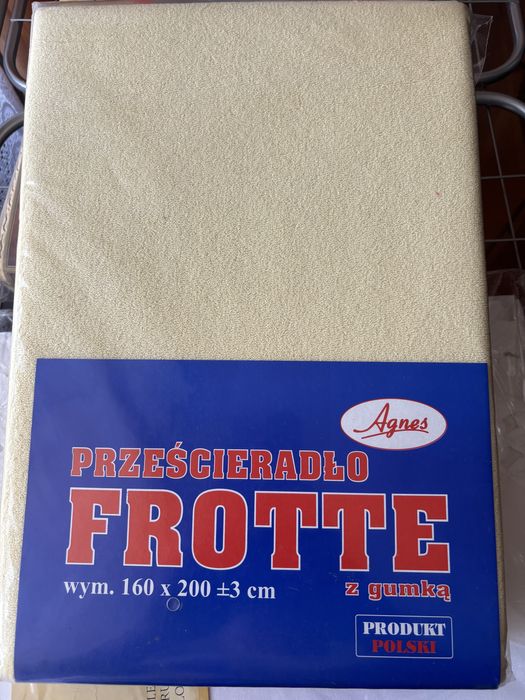 Agnes
PRZEŚCIERADŁO
FROTTE
wym. 160 x 200 ±3 cm
z gumką
PRODUKT
POLSKI